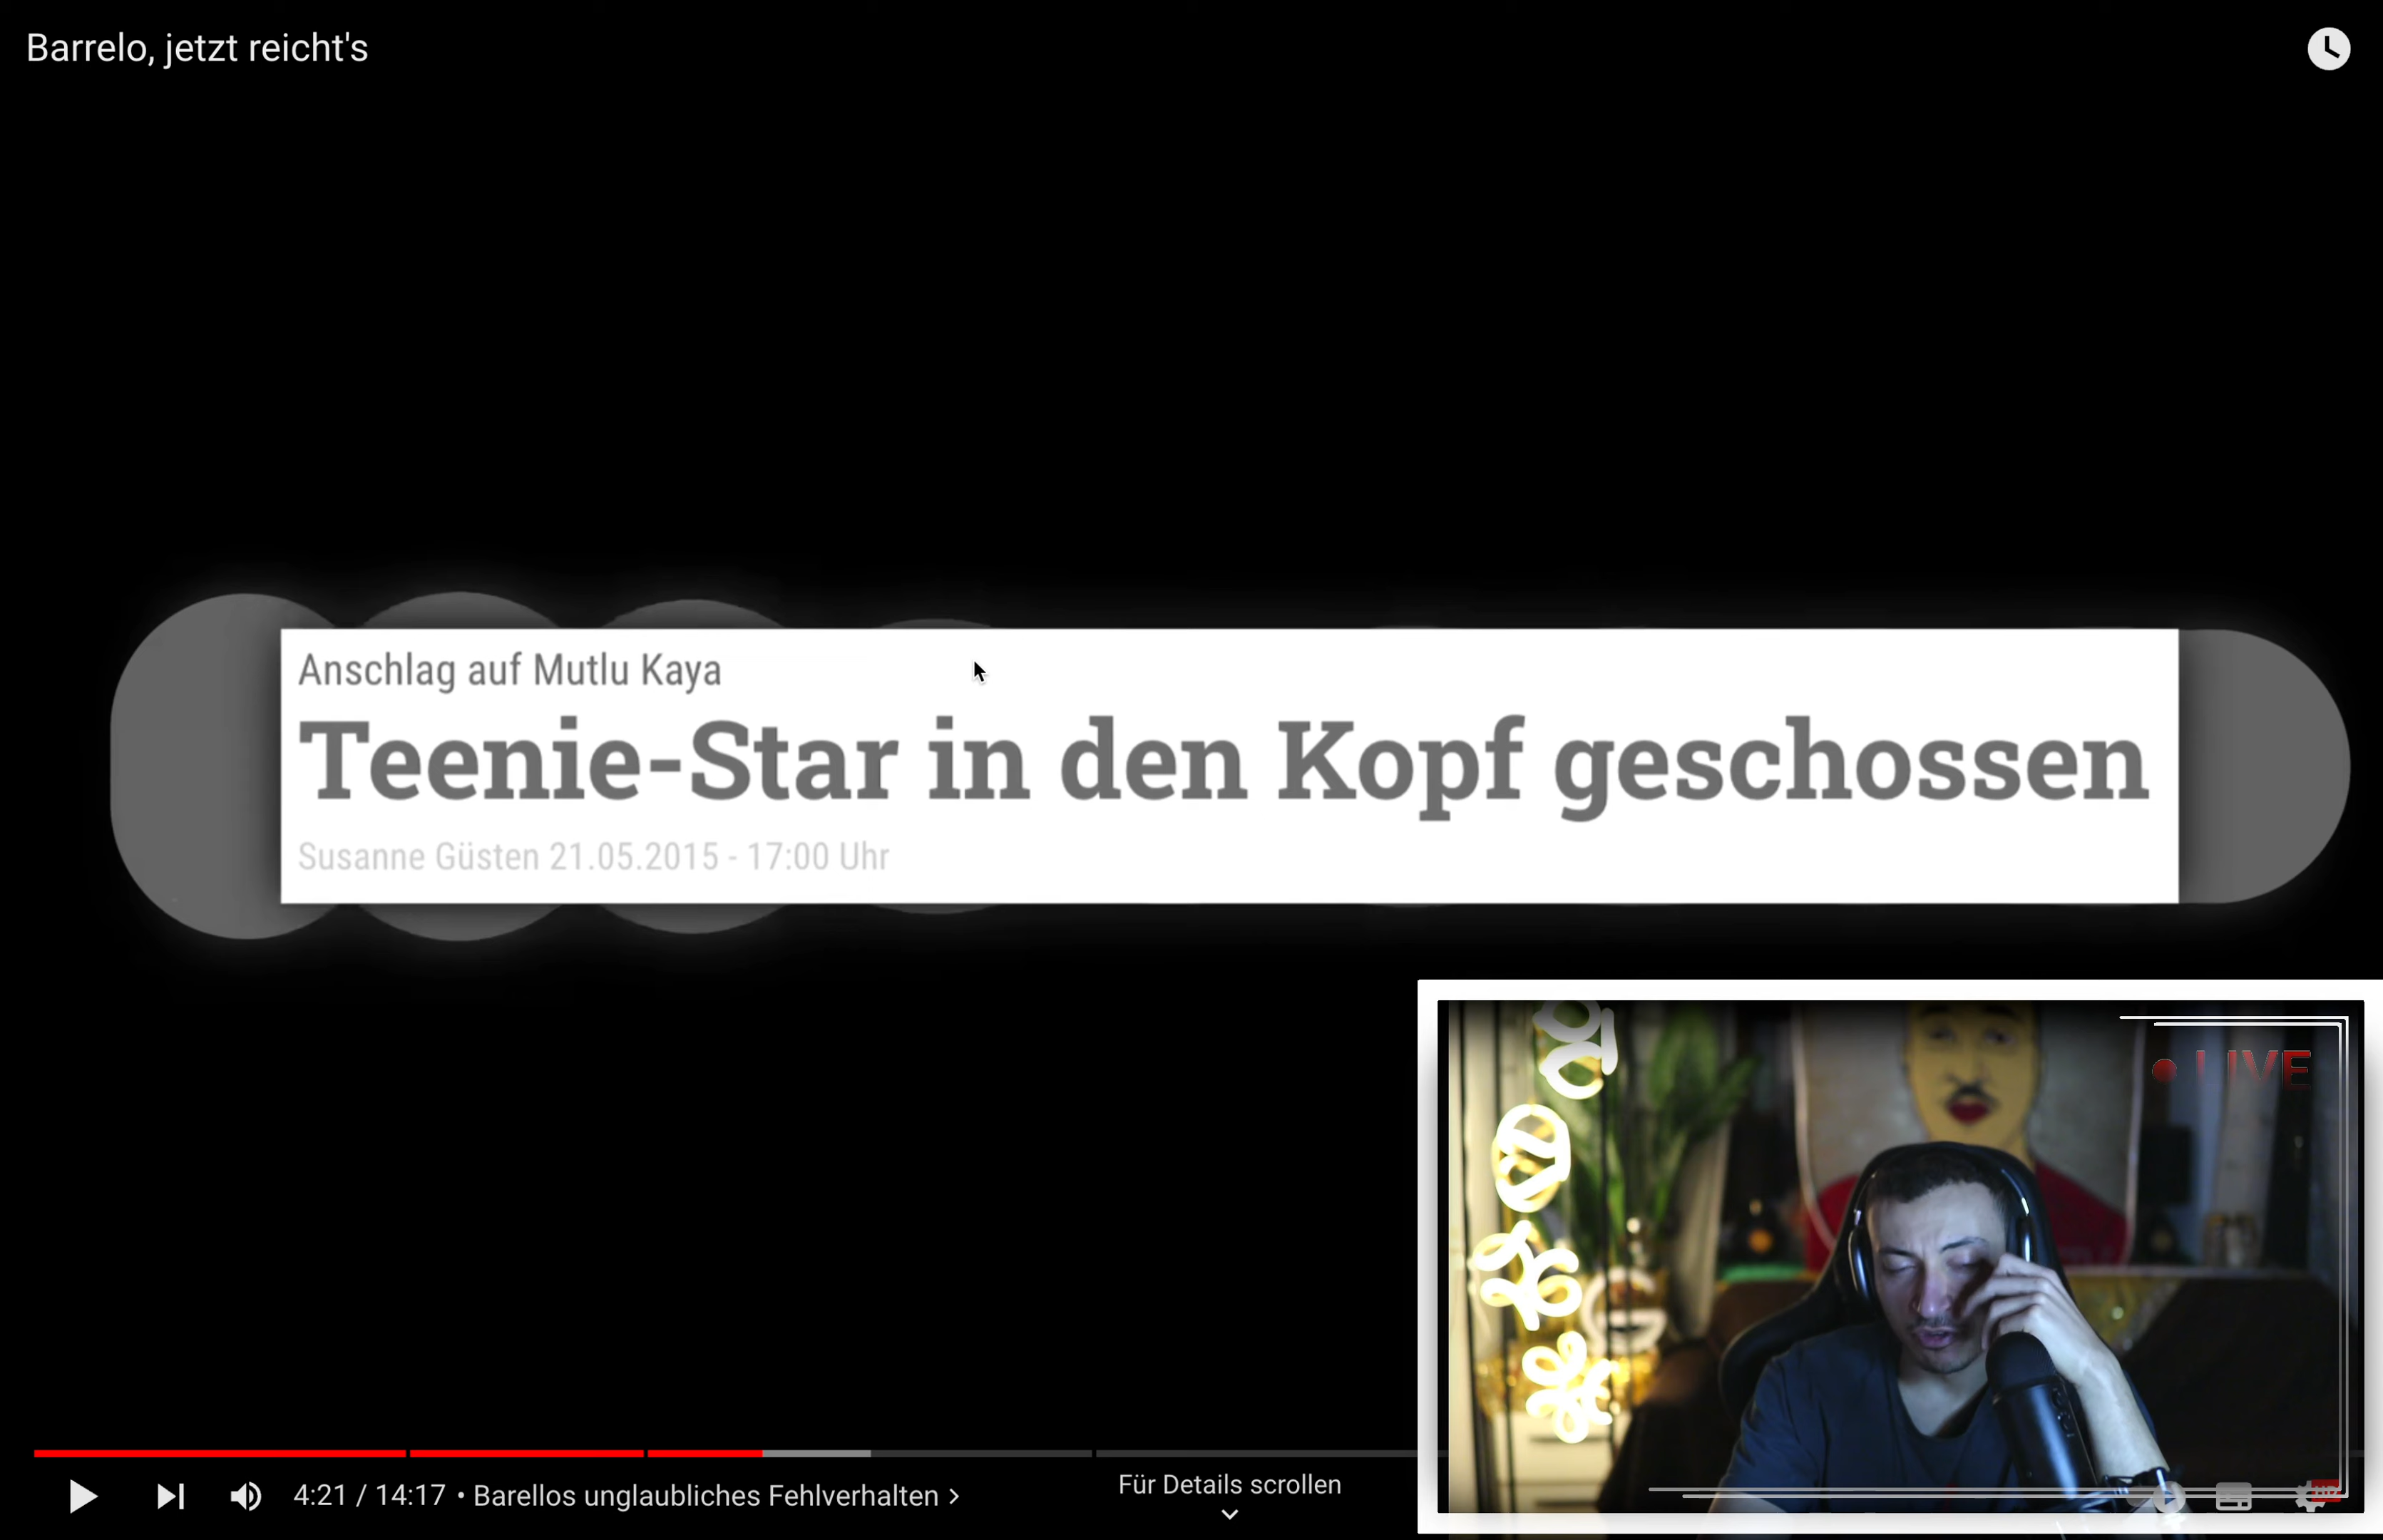 Barrelo, jetzt reicht's
Anschlag auf Mutlu Kaya
Teenie-Star in den Kopf geschossen
Susanne Güsten 21.05.2015 - 17:00 Uhr
LIVE
4:21 / 14:17 • Barellos unglaubliches Fehlverhalten >
Für Details scrollen
HD